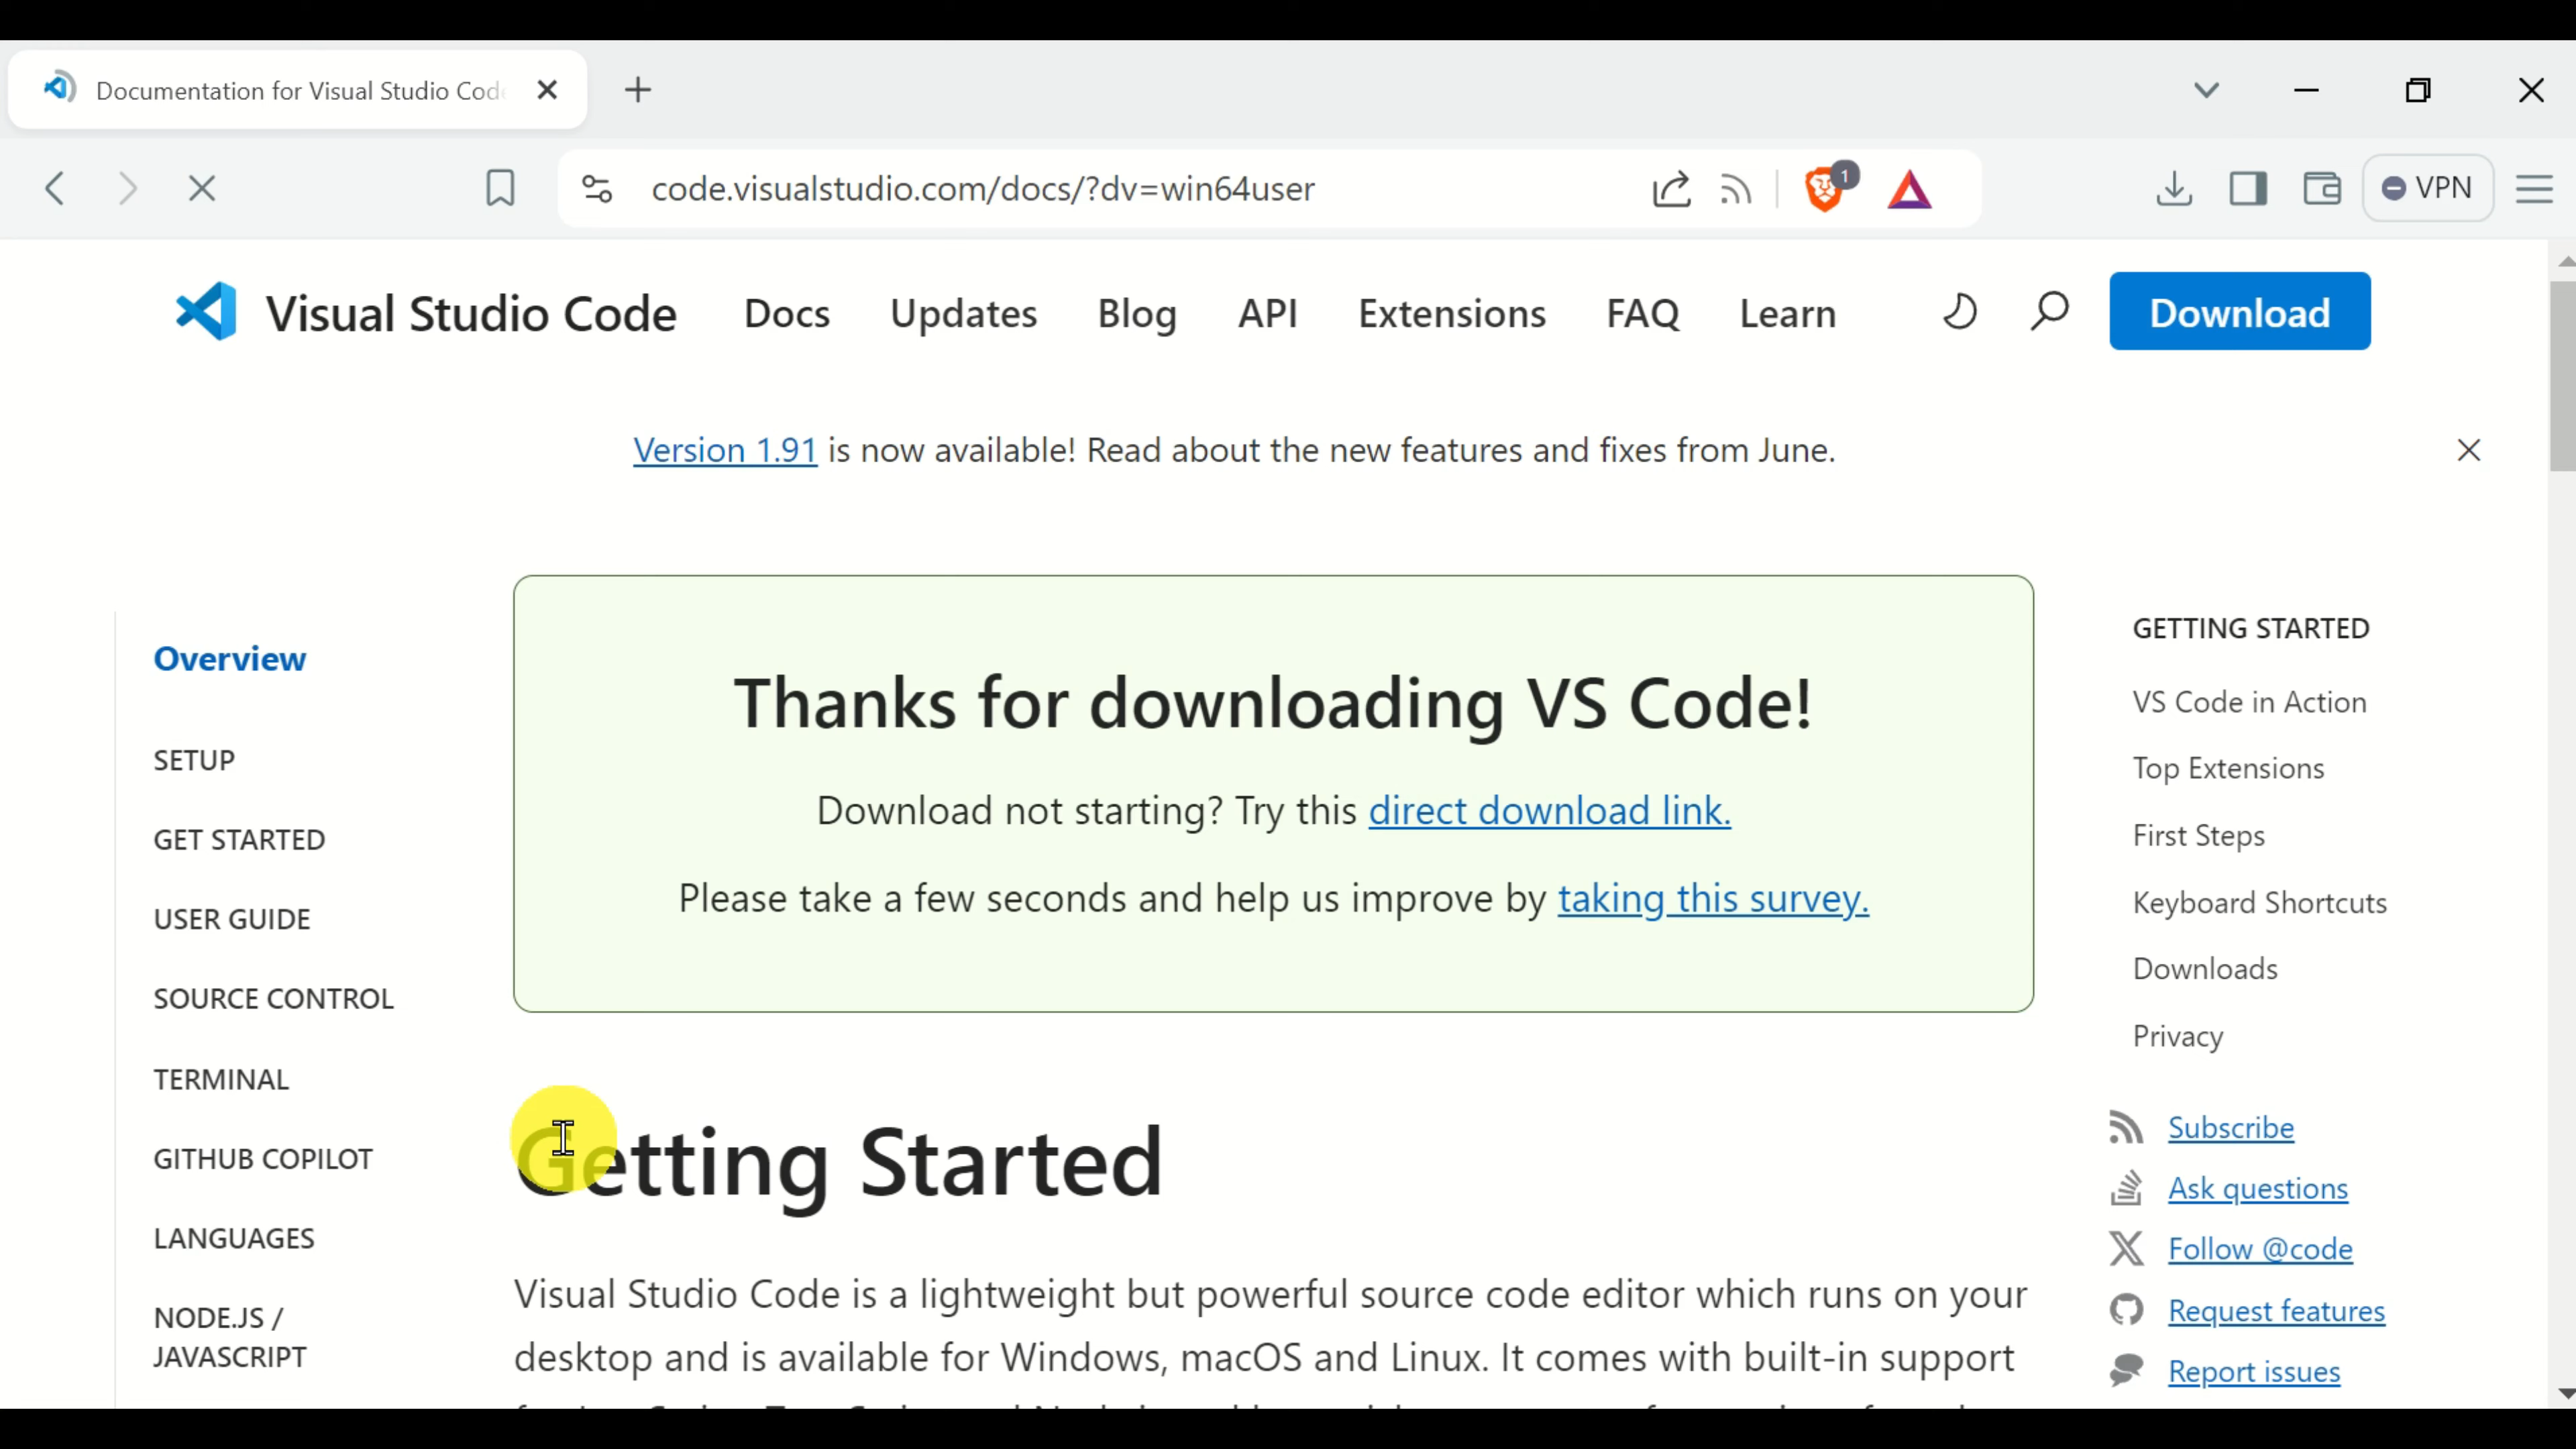 Documentation for Visual Studio Cod
code.visualstudio.com/docs/?dv=win64user
1
VPN
Visual Studio Code
Docs
Updates
Blog
API
Extensions
FAQ
Learn
Download
Version 1.91 is now available! Read about the new features and fixes from June.
Overview
SETUP
GET STARTED
USER GUIDE
SOURCE CONTROL
TERMINAL
GITHUB COPILOT
LANGUAGES
NODE.JS /
JAVASCRIPT
Thanks for downloading VS Code!
Download not starting? Try this direct download link.
Please take a few seconds and help us improve by taking this survey.
Getting Started
Visual Studio Code is a lightweight but powerful source code editor which runs on your
desktop and is available for Windows, macOS and Linux. It comes with built-in support
GETTING STARTED
VS Code in Action
Top Extensions
First Steps
Keyboard Shortcuts
Downloads
Privacy
Subscribe
Ask questions
Follow @code
Request features
Report issues